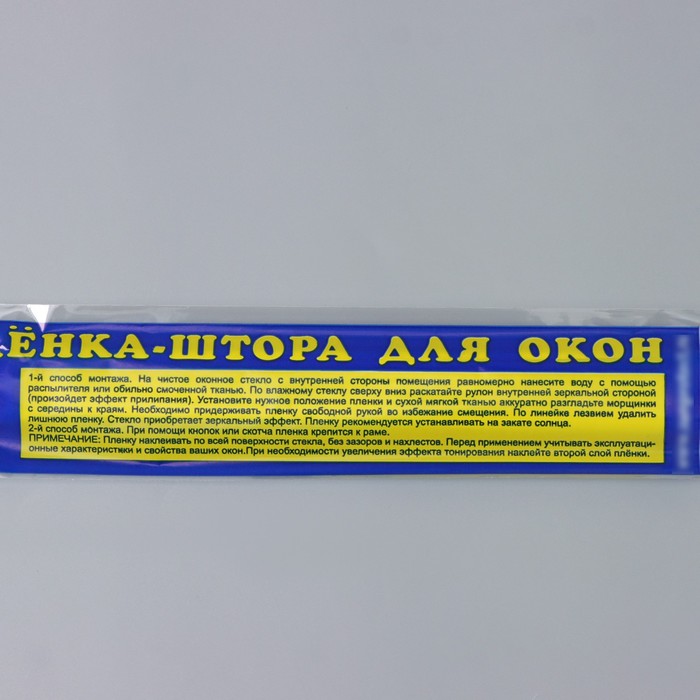 ЛЁНКА-ШТОРА ДЛЯ ОКОН
1-й способ монтажа. На чистое оконное стекло с внутренней стороны помещения равномерно нанесите воду с помощью
распылителя или обильно смоченной тканью. По влажному стеклу сверху вниз раскатайте рулон внутренней зеркальной стороной
(произойдет эффект прилипания). Установите нужное положение пленки и сухой мягкой тканью аккуратно разгладьте морщинки
с середины к краям. Необходимо придерживать пленку свободной рукой во избежание смещения. По линейке лезвием удалить
лишнюю пленку. Стекло приобретает зеркальный эффект. Пленку рекомендуется устанавливать на закате солнца.
2-й способ монтажа. При помощи кнопок или скотча пленка крепится к раме.
ПРИМЕЧАНИЕ: Пленку наклеивать по всей поверхности стекла, без зазоров и нахлестов. Перед применением учитывать эксплуатаци-
онные характеристики и свойства ваших окон.При необходимости увеличения эффекта тонирования наклейте второй слой плёнки.